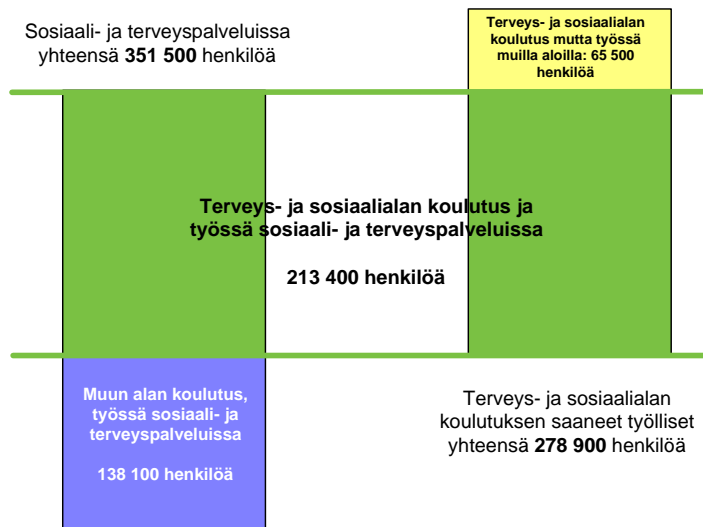 Sosiaali- ja terveyspalveluissa
yhteensä 351 500 henkilöä
Terveys- ja sosiaalialan
koulutus mutta työssä
muilla aloilla: 65 500
henkilöä
Terveys- ja sosiaalialan koulutus ja
työssä sosiaali- ja terveyspalveluissa
213 400 henkilöä
Muun alan koulutus,
työssä sosiaali- ja
terveyspalveluissa
138 100 henkilöä
Terveys- ja sosiaalialan
koulutuksen saaneet työlliset
yhteensä 278 900 henkilöä